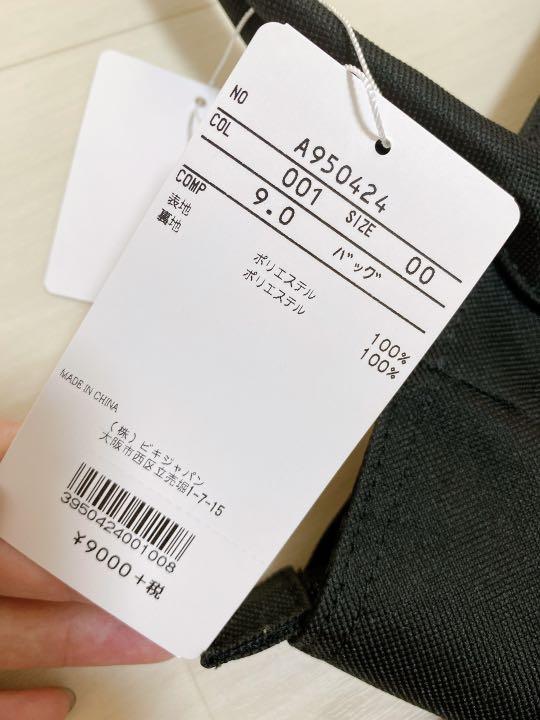 NO A950424
COL 001 SIZE 00
COMP 9.0 バッグ
表地 ポリエステル 100%
裏地 ポリエステル 100%
MADE IN CHINA
(株)ビキジャパン
大阪市西区立売堀1-7-15
3950424001008
¥9000+税